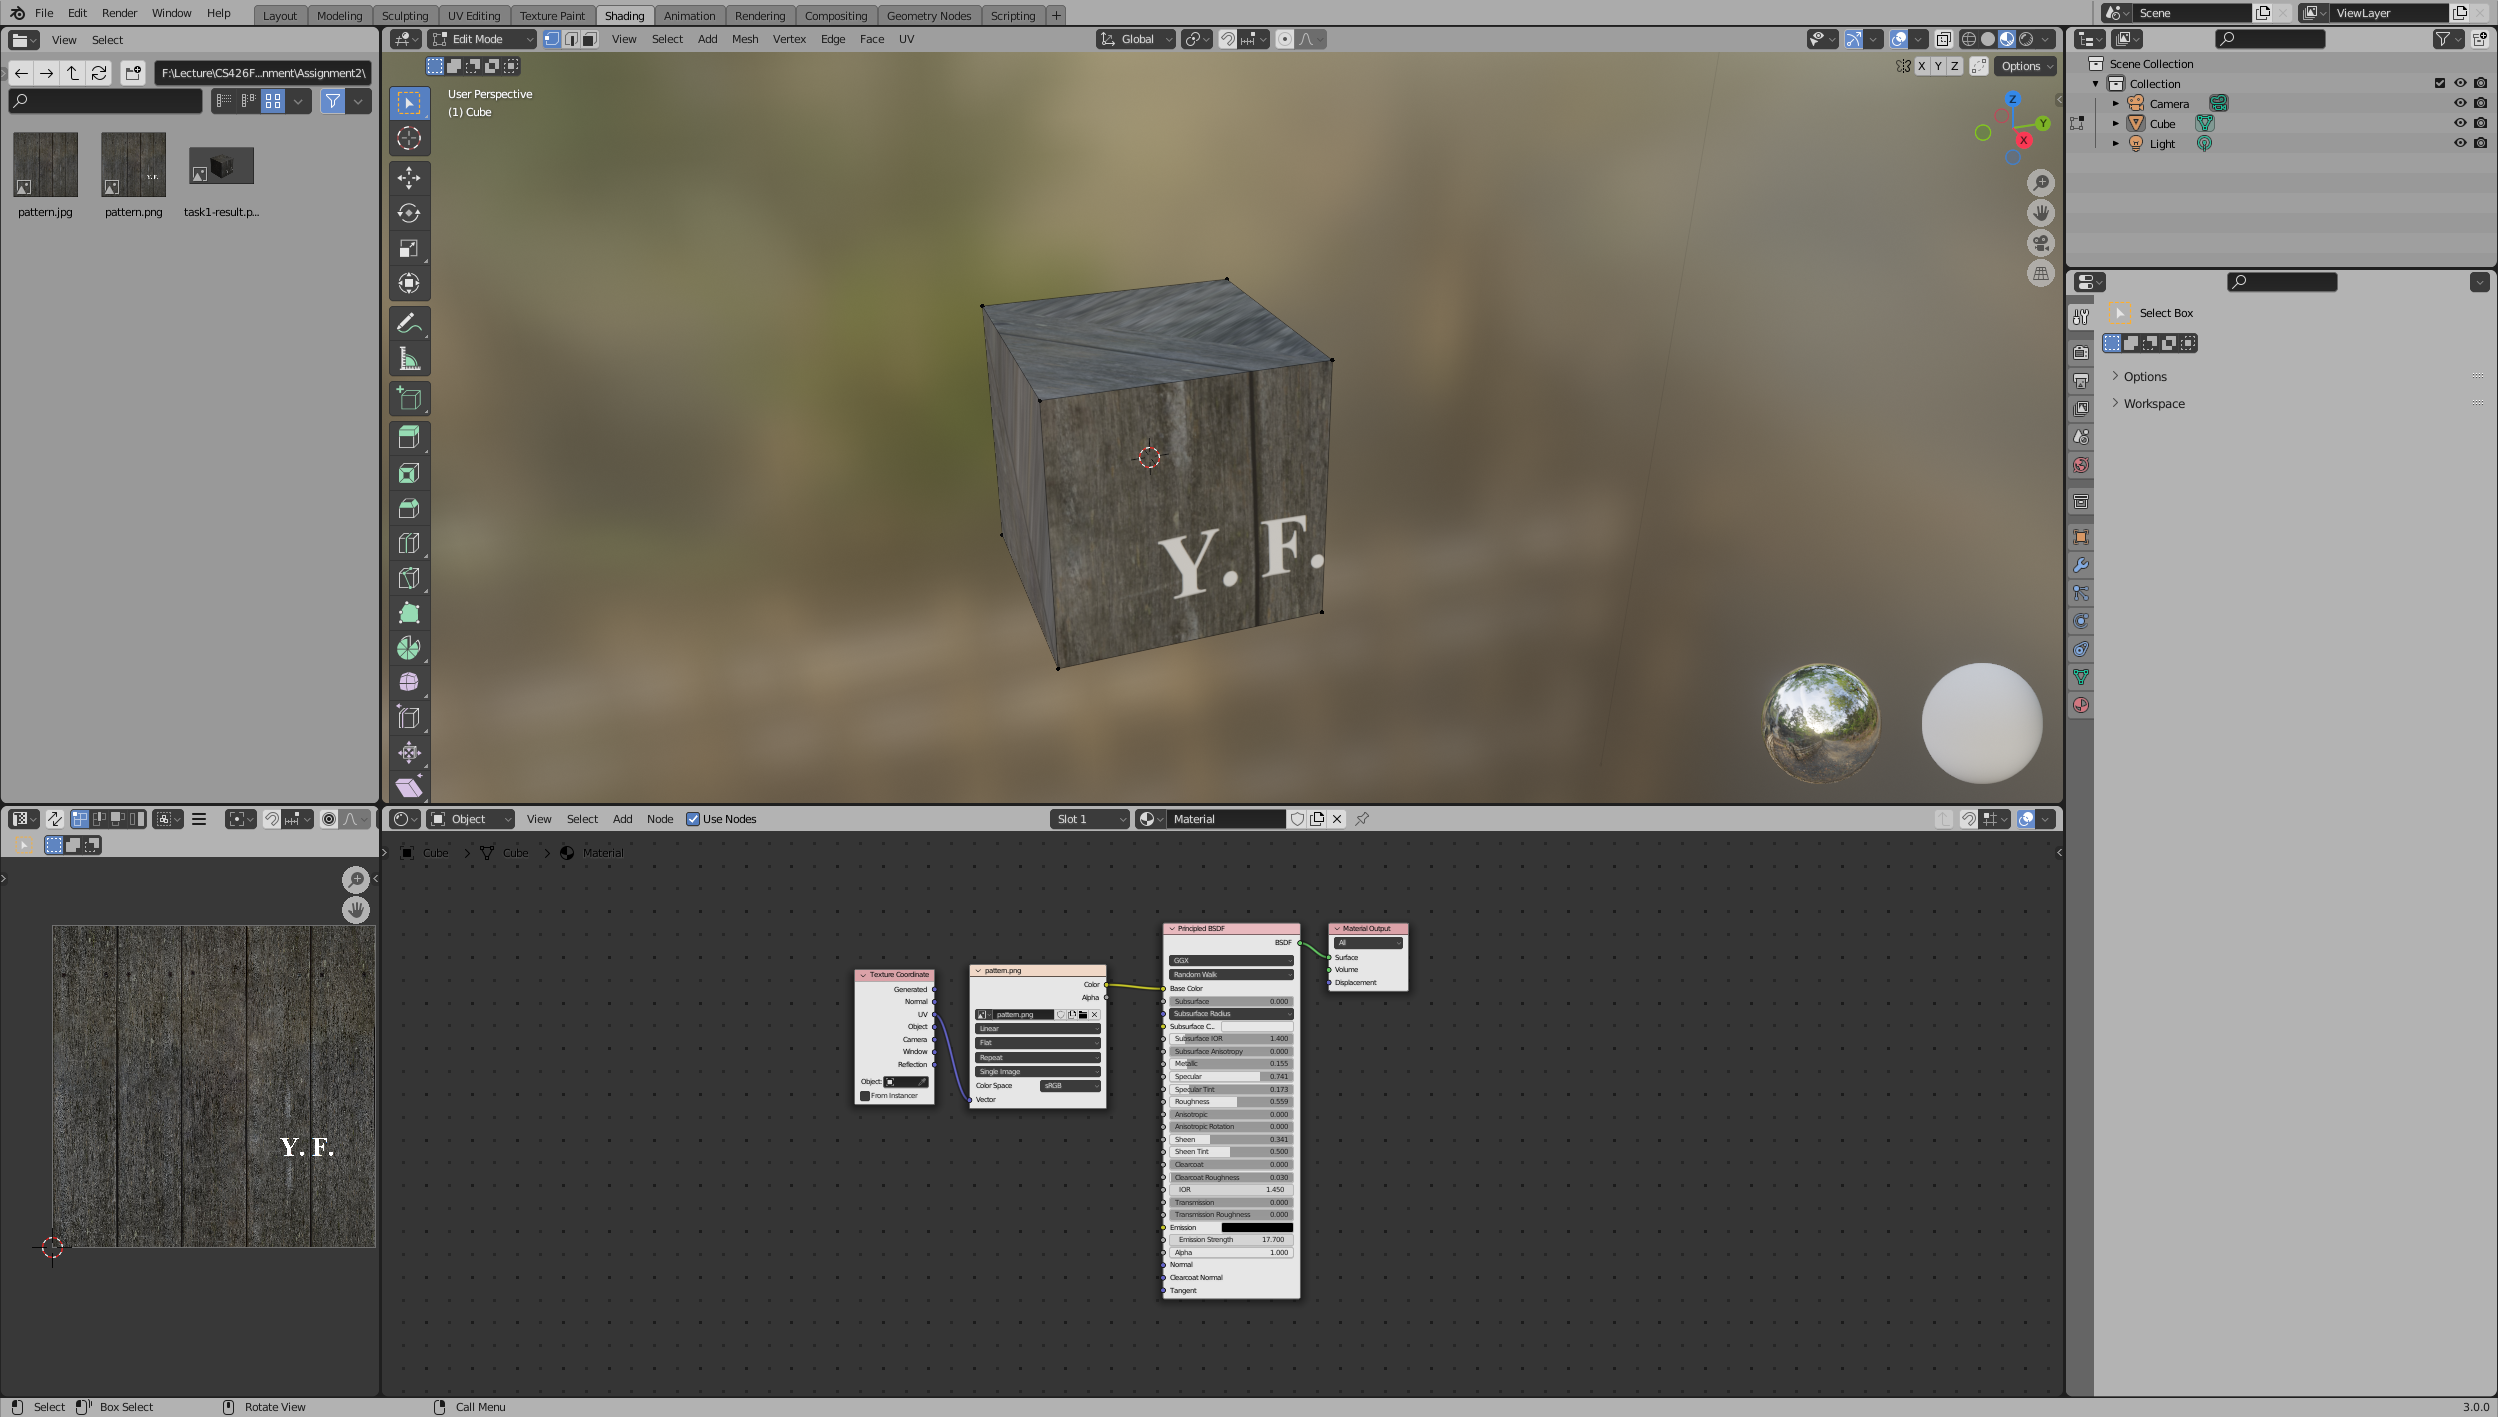 File Edit Render Window Help Layout Modeling Sculpting UV Editing Texture Paint Shading Animation Rendering Compositing Geometry Nodes Scripting + Scene ViewLayer
View Select
F:\Lecture\CS426F...nment\Assignment2\
pattern.jpg pattern.png task1-result.p...
Edit Mode View Select Add Mesh Vertex Edge Face UV Global
X Y Z Options
User Perspective
(1) Cube
Z
Y
X
Y. F.
Scene Collection
Collection
Camera
Cube
Light
Select Box
Options
Workspace
Y. F.
Object View Select Add Node Use Nodes Slot 1 Material
Cube > Cube > Material
Texture Coordinate
Generated
Normal
UV
Object
Camera
Window
Reflection
Object:
From Instancer
pattern.png
Color
Alpha
pattern.png
Linear
Flat
Repeat
Single Image
Color Space sRGB
Vector
Principled BSDF
BSDF
GGX
Random Walk
Base Color
Subsurface 0.000
Subsurface Radius
Subsurface C...
Subsurface IOR 1.400
Subsurface Anisotropy 0.000
Metallic 0.155
Specular 0.741
Specular Tint 0.173
Roughness 0.559
Anisotropic 0.000
Anisotropic Rotation 0.000
Sheen 0.341
Sheen Tint 0.500
Clearcoat 0.000
Clearcoat Roughness 0.030
IOR 1.450
Transmission 0.000
Transmission Roughness 0.000
Emission
Emission Strength 17.700
Alpha 1.000
Normal
Clearcoat Normal
Tangent
Material Output
All
Surface
Volume
Displacement
Select Box Select Rotate View Call Menu 3.0.0